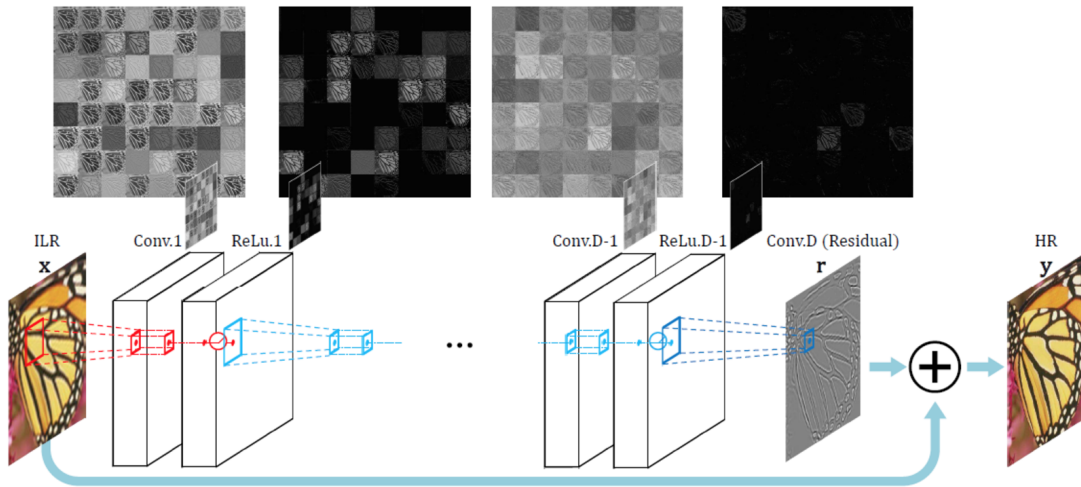 ILR
x
Conv.1
ReLu.1
...
Conv.D-1
ReLu.D-1
Conv.D (Residual)
r
HR
y